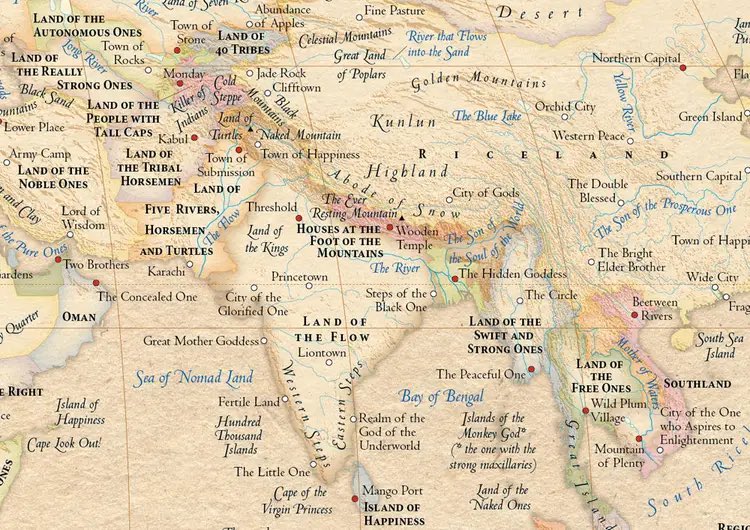 LAND OF THE
AUTONOMOUS ONES
Land of Seven Rivers
Abundance
of Apples
Fine Pasture
Desert
Town of
Stone
LAND OF
40 TRIBES
Celestial Mountains
River that Flows
into the Sand
Long River
Town of
Rocks
Great Land
of Poplars
Northern Capital
LAND OF
THE REALLY
STRONG ONES
Monday
Cold
Steppe
Jade Rock
Clifftown
Golden Mountains
Yellow River
Black Sand
Mountains
LAND OF THE
PEOPLE WITH
TALL CAPS
Killer of
Indians
Black
Mountains
Orchid City
Green Island
Lower Place
Kabul
Land of
Turtles
Naked Mountain
Kunlun
The Blue Lake
Western Peace
Army Camp
LAND OF THE
NOBLE ONES
LAND OF
THE TRIBAL
HORSEMEN
Town of
Submission
Town of Happiness
RICELAND
Highland
Southern Capital
and Clay
LAND OF
FIVE RIVERS,
HORSEMEN
AND TURTLES
Abode of Snow
City of Gods
The Double
Blessed
The Son of the Prosperous One
Lord of
Wisdom
The Flow
Threshold
The Ever
Resting Mountain
Land of
the Kings
HOUSES AT THE
FOOT OF THE
MOUNTAINS
Wooden
Temple
The Son of
the Soul of the World
Town of Happ
of the Pure Ones
Two Brothers
Karachi
The River
The Hidden Goddess
The Bright
Elder Brother
Wide City
ardens
The Concealed One
Princetown
City of the
Glorified One
Steps of the
Black One
The Circle
Between
Rivers
Frag
y Quarter
OMAN
LAND OF
THE FLOW
LAND OF THE
SWIFT AND
STRONG ONES
South Sea
Island
Great Mother Goddess
Liontown
Mother of Waters
LAND OF
THE
FREE ONES
Sea of Nomad Land
Western Steps
Eastern Steps
The Peaceful One
SOUTHLAND
E RIGHT
Bay of Bengal
Island of
Happiness
Fertile Land
Wild Plum
Village
City of the One
who Aspires to
Enlightenment
Cape Look Out!
Hundred
Thousand
Islands
Realm of the
God of the
Underworld
Islands of the
Monkey God*
(* the one with the
strong maxillaries)
Great Island
Mountain
of Plenty
The Little One
Cape of the
Virgin Princess
Mango Port
ISLAND OF
HAPPINESS
Land of the
Naked Ones
South Rice
REGIO